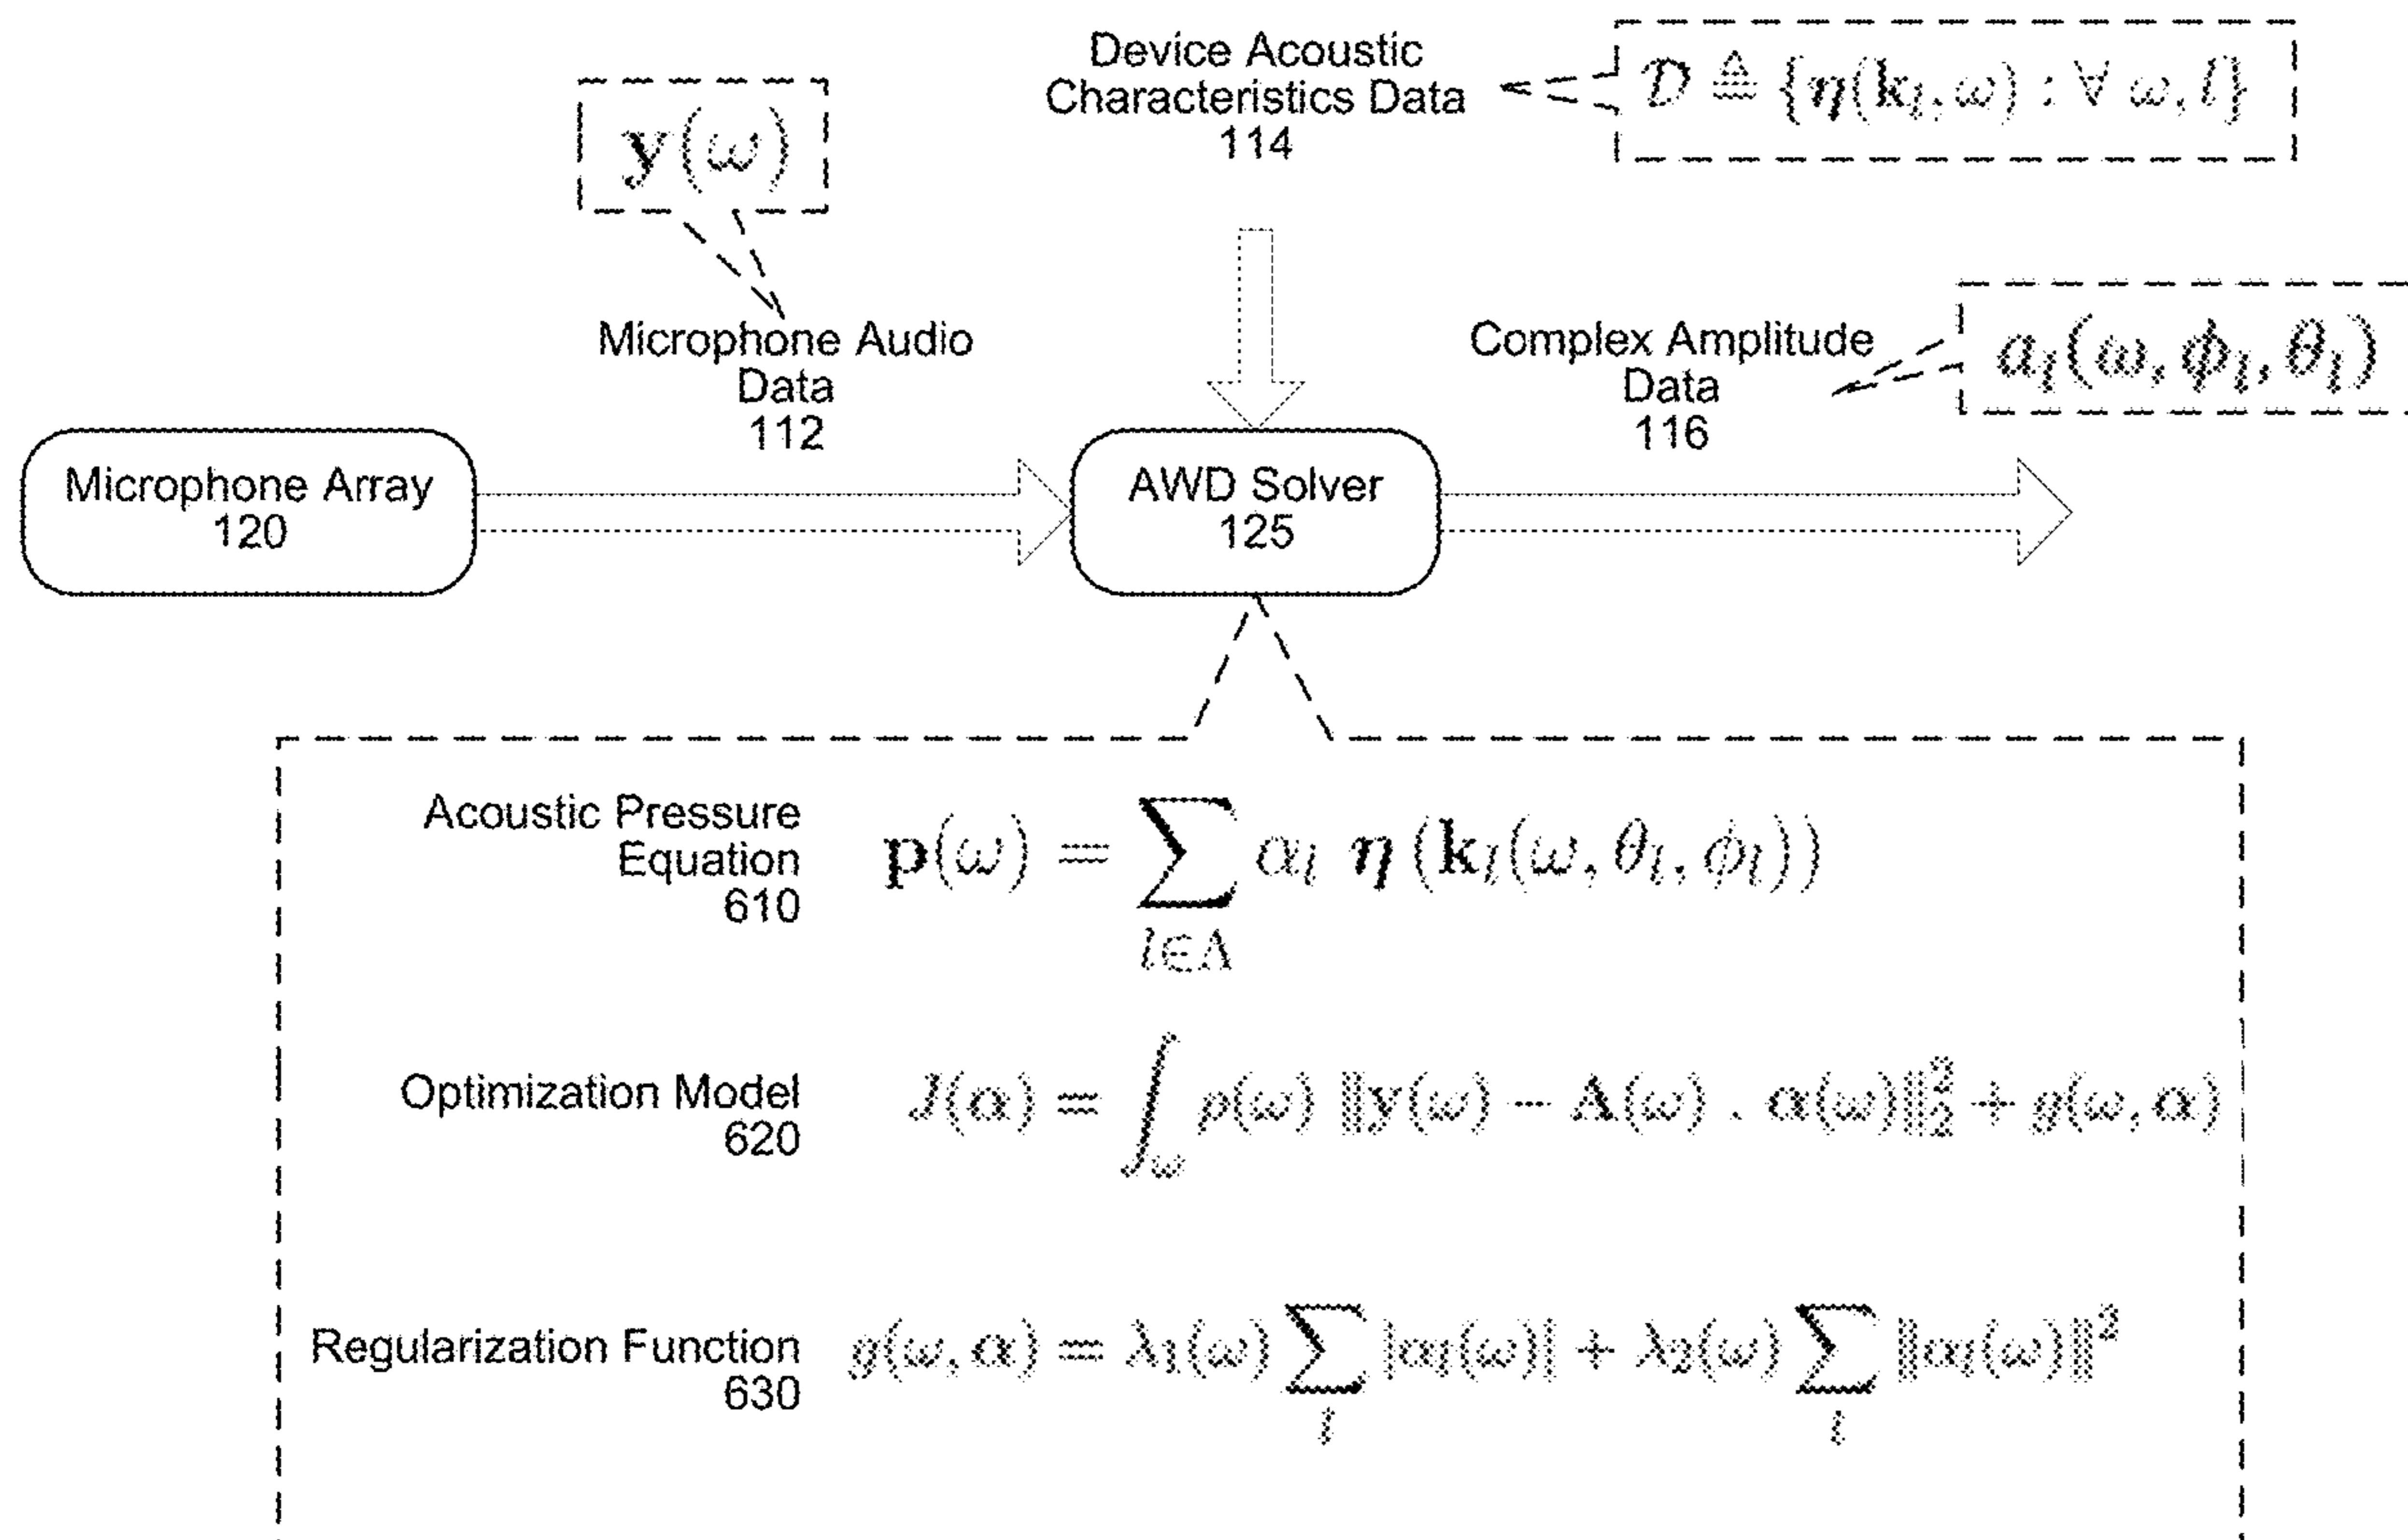 Device Acoustic
Characteristics Data
114
𝒟 ≜ {η(k_l, ω) : ∀ ω, l}
y(ω)
Microphone Audio
Data
112
Complex Amplitude
Data
116
α_l(ω, ϕ_l, θ_l)
Microphone Array
120
AWD Solver
125
Acoustic Pressure
Equation
610
p(ω) = ∑_{l∈Λ} α_l η (k_l(ω, θ_l, ϕ_l))
Optimization Model
620
J(α) = ∫_ω ρ(ω) ‖y(ω) − A(ω) . α(ω)‖₂² + g(ω, α)
Regularization Function
630
g(ω, α) = λ₁(ω) ∑_l |α_l(ω)| + λ₂(ω) ∑_l ‖α_l(ω)‖²